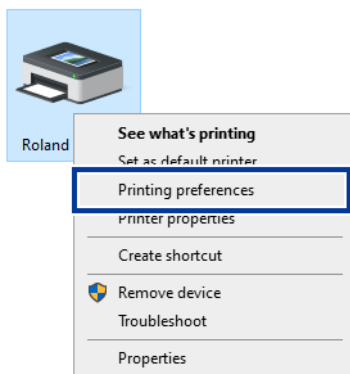 Roland
See what's printing
Set as default printer
Printing preferences
Printer properties
Create shortcut
Remove device
Troubleshoot
Properties